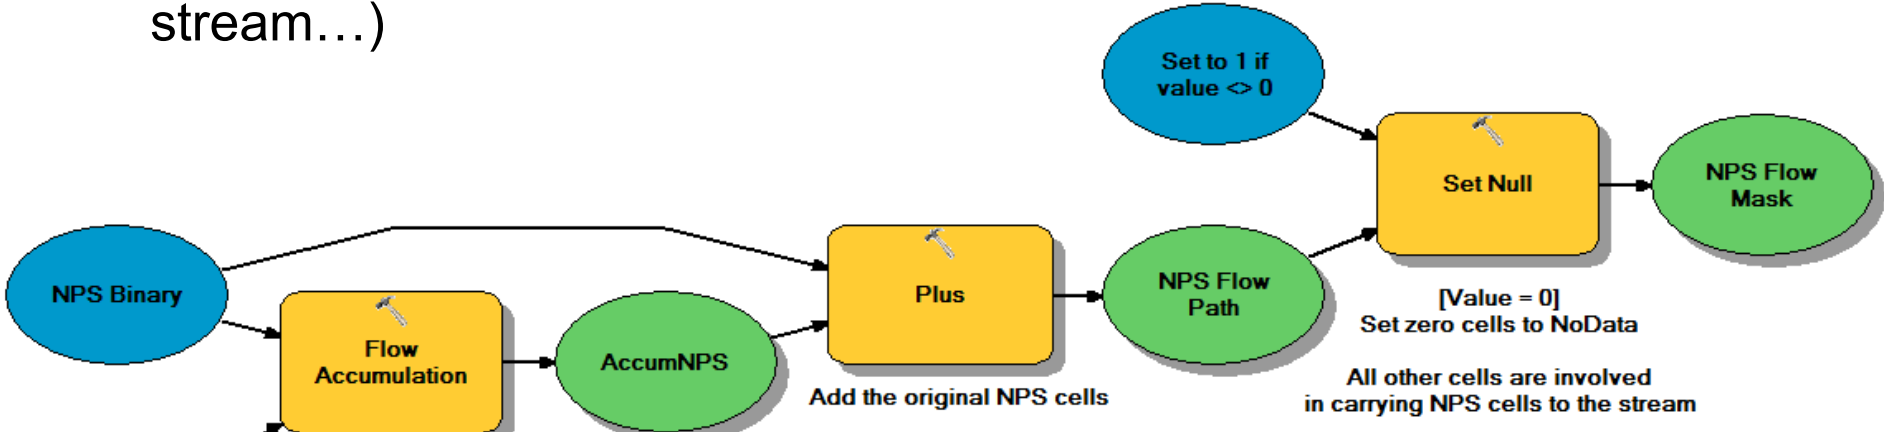 stream…)
Set to 1 if
value <> 0
Set Null
NPS Flow
Mask
NPS Binary
Flow
Accumulation
AccumNPS
Plus
NPS Flow
Path
Add the original NPS cells
[Value = 0]
Set zero cells to NoData
All other cells are involved
in carrying NPS cells to the stream